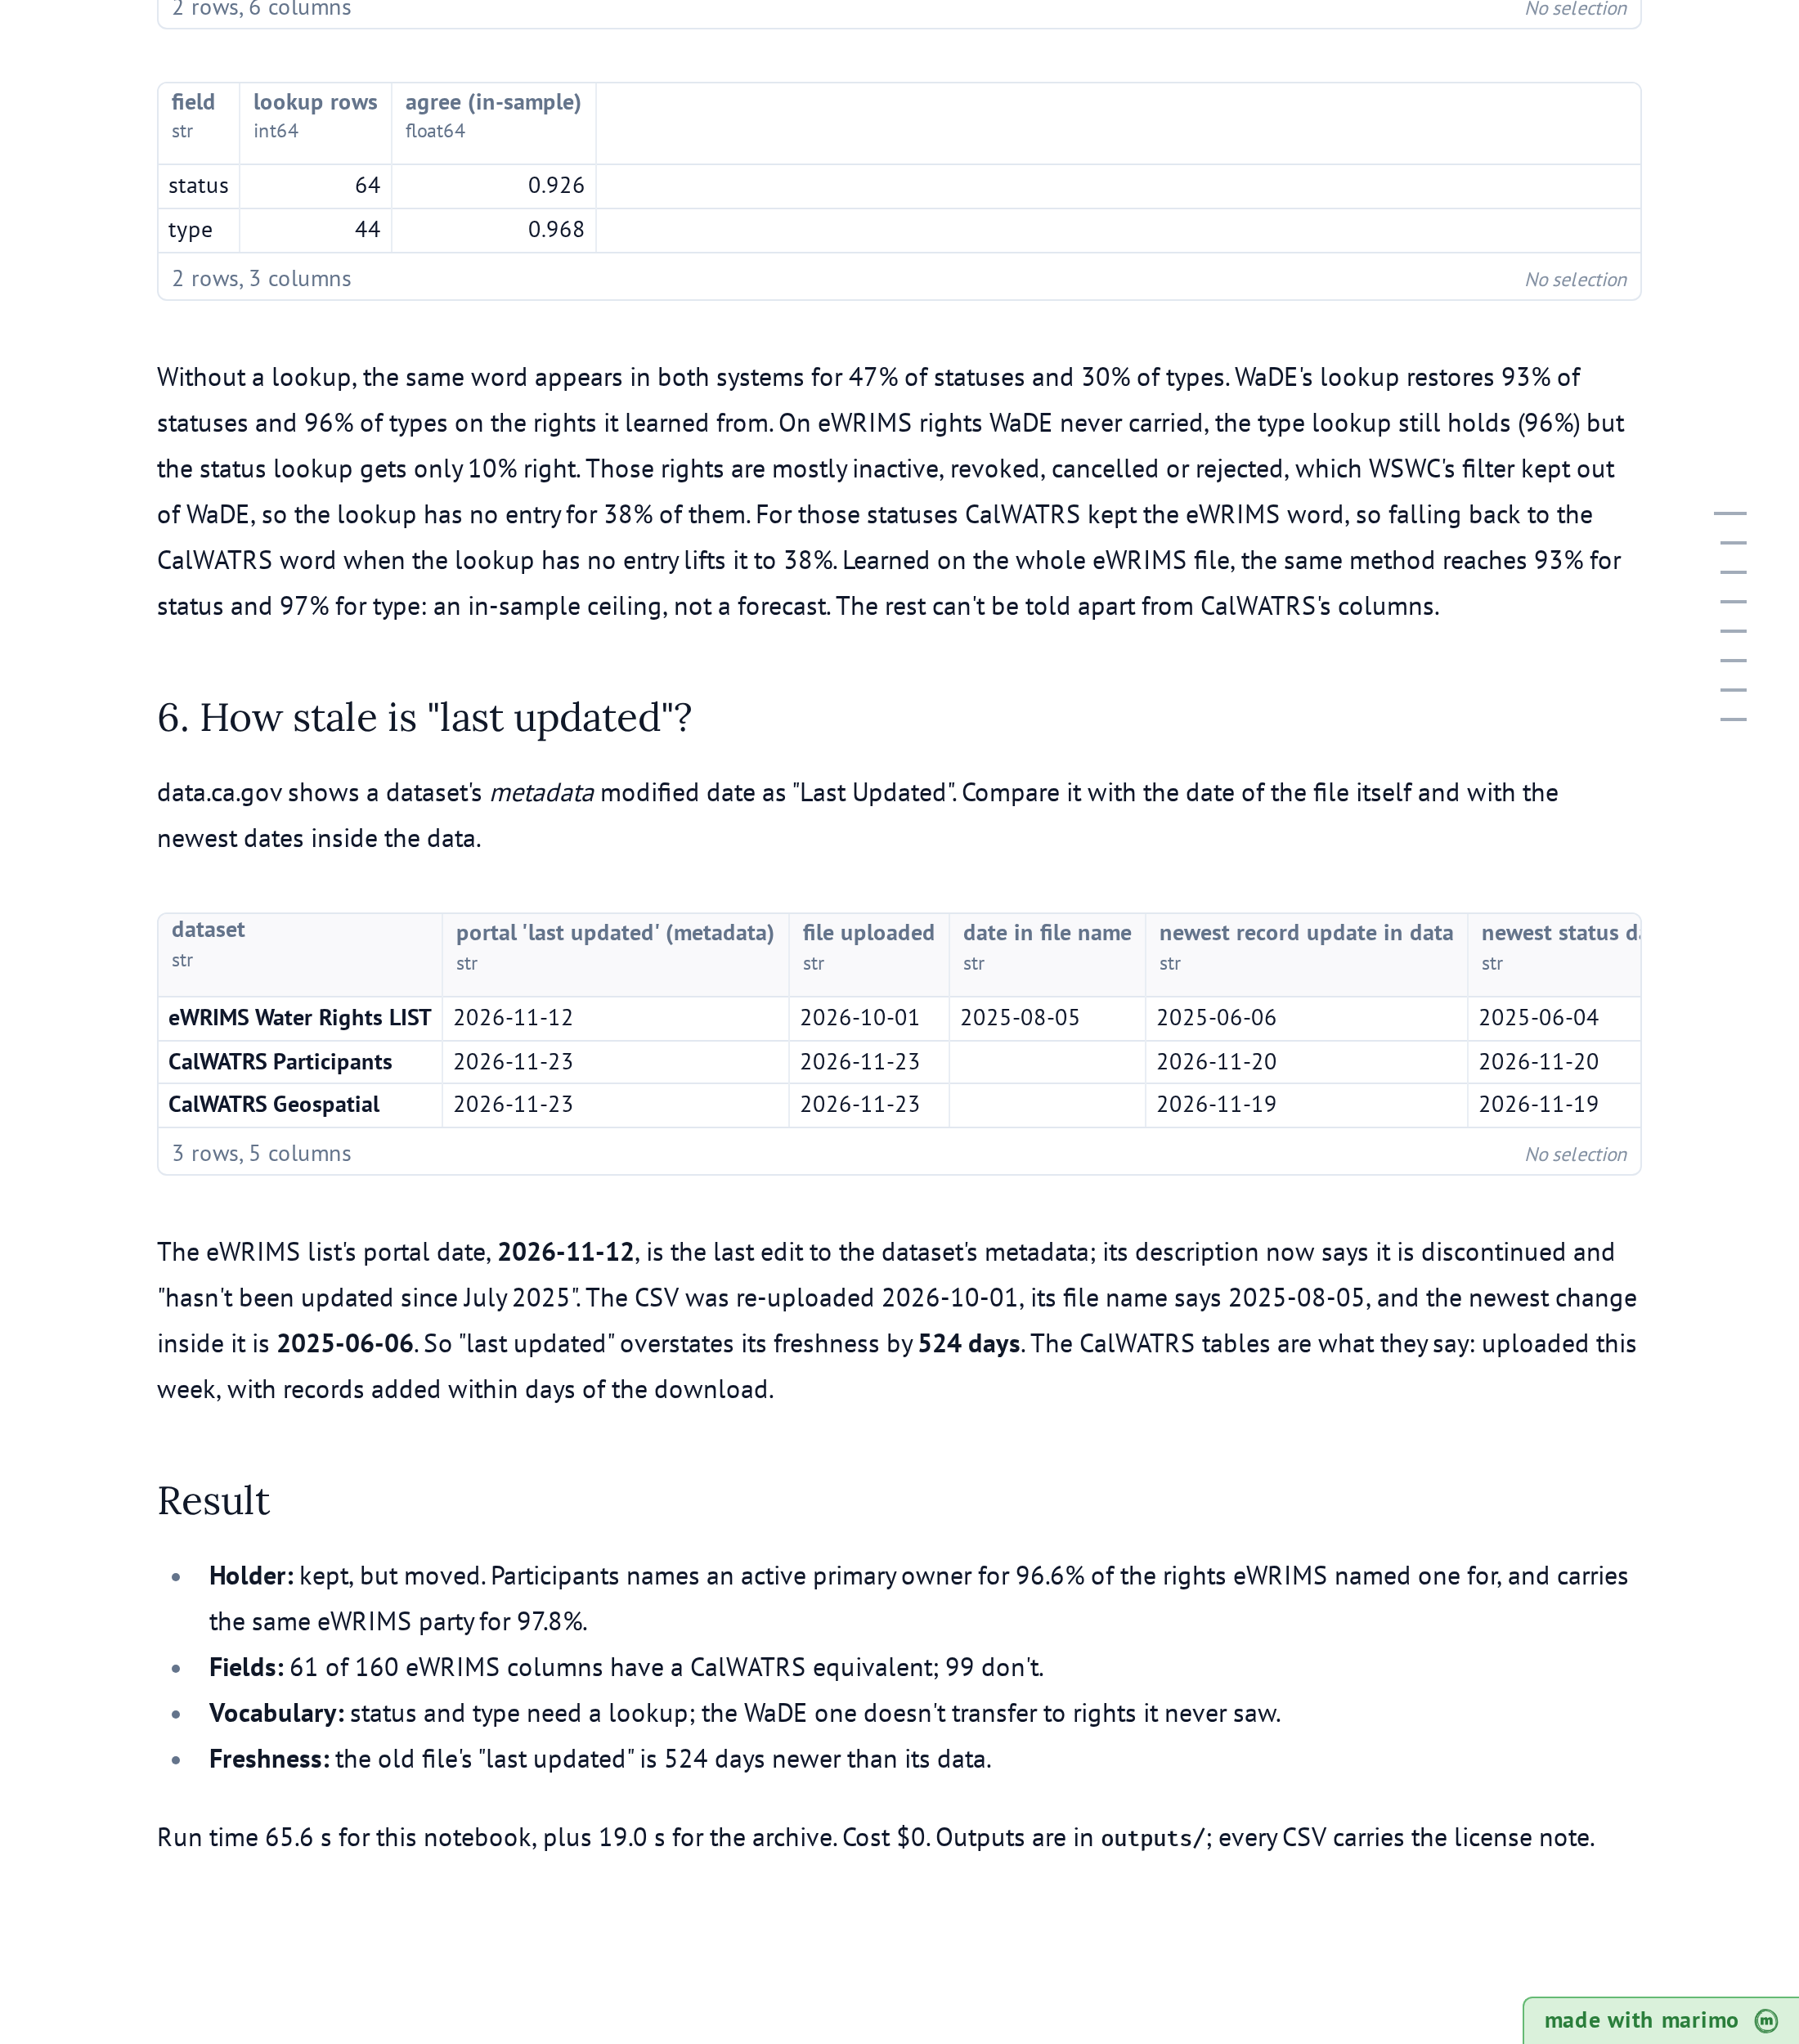 2 rows, 6 columns No selection
field lookup rows agree (in-sample)
str int64 float64
status 64 0.926
type 44 0.968
2 rows, 3 columns No selection
Without a lookup, the same word appears in both systems for 47% of statuses and 30% of types. WaDE's lookup restores 93% of
statuses and 96% of types on the rights it learned from. On eWRIMS rights WaDE never carried, the type lookup still holds (96%) but
the status lookup gets only 10% right. Those rights are mostly inactive, revoked, cancelled or rejected, which WSWC's filter kept out
of WaDE, so the lookup has no entry for 38% of them. For those statuses CalWATRS kept the eWRIMS word, so falling back to the
CalWATRS word when the lookup has no entry lifts it to 38%. Learned on the whole eWRIMS file, the same method reaches 93% for
status and 97% for type: an in-sample ceiling, not a forecast. The rest can't be told apart from CalWATRS's columns.
6. How stale is "last updated"?
data.ca.gov shows a dataset's metadata modified date as "Last Updated". Compare it with the date of the file itself and with the
newest dates inside the data.
dataset portal 'last updated' (metadata) file uploaded date in file name newest record update in data newest status da
str str str str str str
eWRIMS Water Rights LIST 2026-11-12 2026-10-01 2025-08-05 2025-06-06 2025-06-04
CalWATRS Participants 2026-11-23 2026-11-23 2026-11-20 2026-11-20
CalWATRS Geospatial 2026-11-23 2026-11-23 2026-11-19 2026-11-19
3 rows, 5 columns No selection
The eWRIMS list's portal date, 2026-11-12, is the last edit to the dataset's metadata; its description now says it is discontinued and
"hasn't been updated since July 2025". The CSV was re-uploaded 2026-10-01, its file name says 2025-08-05, and the newest change
inside it is 2025-06-06. So "last updated" overstates its freshness by 524 days. The CalWATRS tables are what they say: uploaded this
week, with records added within days of the download.
Result
• Holder: kept, but moved. Participants names an active primary owner for 96.6% of the rights eWRIMS named one for, and carries
the same eWRIMS party for 97.8%.
• Fields: 61 of 160 eWRIMS columns have a CalWATRS equivalent; 99 don't.
• Vocabulary: status and type need a lookup; the WaDE one doesn't transfer to rights it never saw.
• Freshness: the old file's "last updated" is 524 days newer than its data.
Run time 65.6 s for this notebook, plus 19.0 s for the archive. Cost $0. Outputs are in outputs/; every CSV carries the license note.
made with marimo m